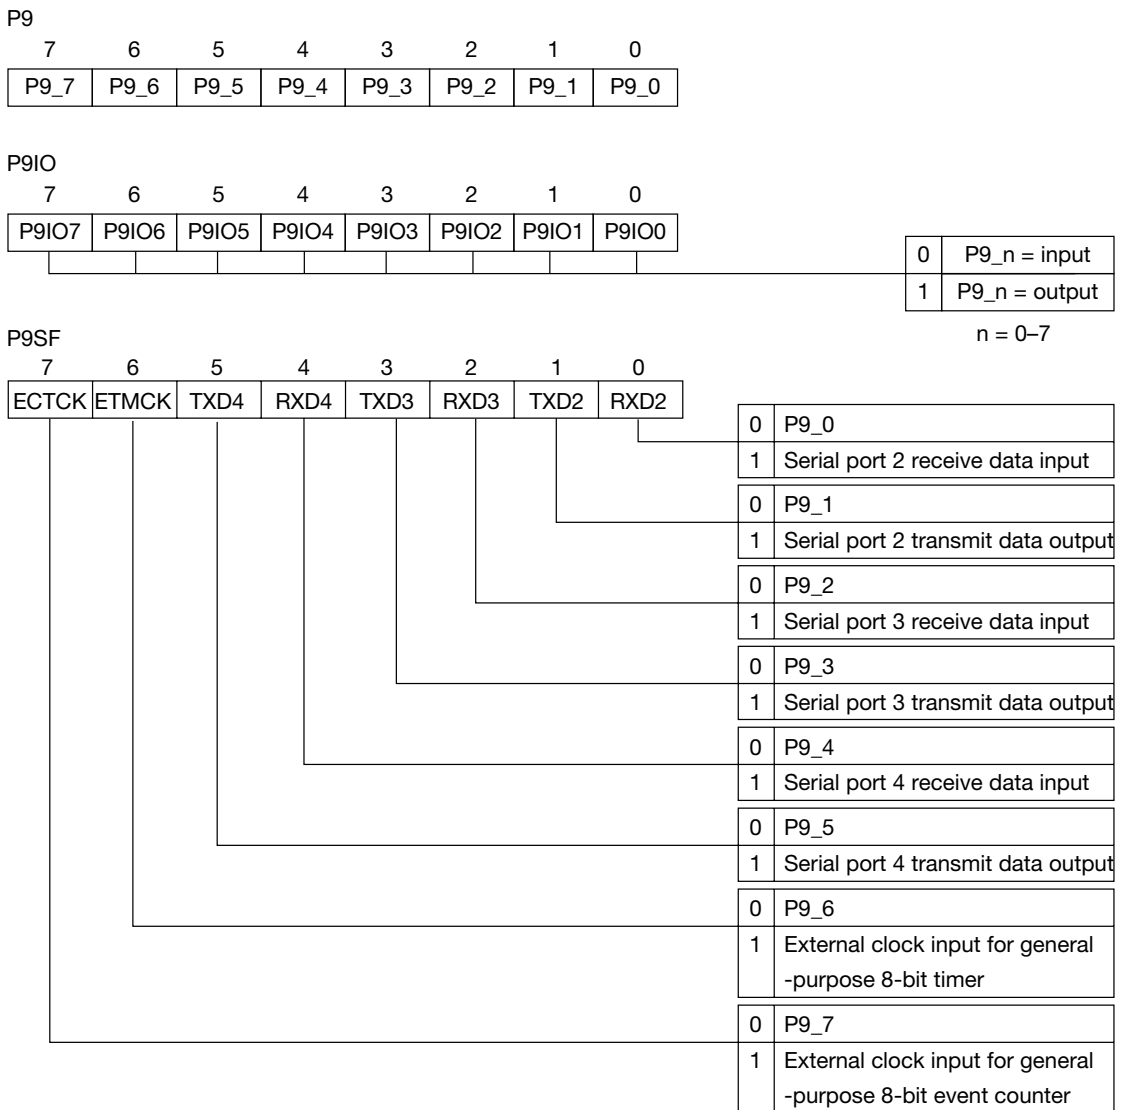 P9
7 6 5 4 3 2 1 0
P9_7 P9_6 P9_5 P9_4 P9_3 P9_2 P9_1 P9_0
P9IO
7 6 5 4 3 2 1 0
P9IO7 P9IO6 P9IO5 P9IO4 P9IO3 P9IO2 P9IO1 P9IO0
0 P9_n = input
1 P9_n = output
n = 0–7
P9SF
7 6 5 4 3 2 1 0
ECTCK ETMCK TXD4 RXD4 TXD3 RXD3 TXD2 RXD2
0 P9_0
1 Serial port 2 receive data input
0 P9_1
1 Serial port 2 transmit data output
0 P9_2
1 Serial port 3 receive data input
0 P9_3
1 Serial port 3 transmit data output
0 P9_4
1 Serial port 4 receive data input
0 P9_5
1 Serial port 4 transmit data output
0 P9_6
1 External clock input for general
-purpose 8-bit timer
0 P9_7
1 External clock input for general
-purpose 8-bit event counter